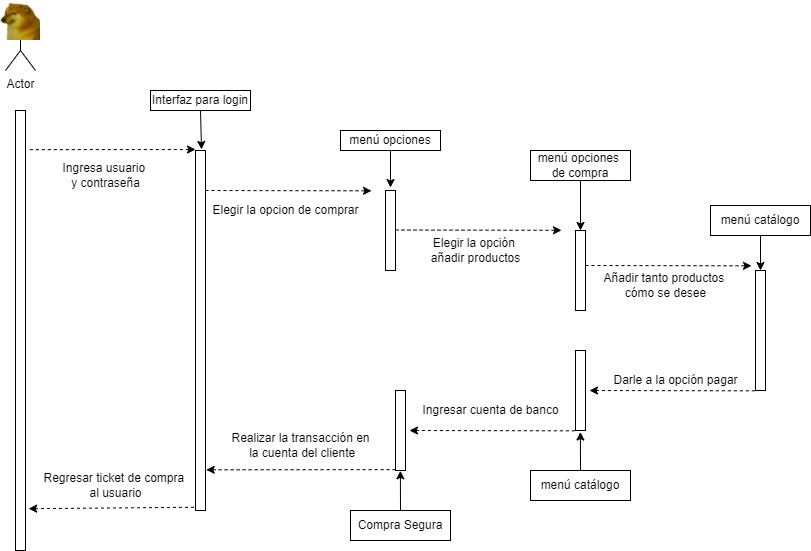 Actor
Interfaz para login
menú opciones
menú opciones
de compra
menú catálogo
Ingresa usuario
y contraseña
Elegir la opcion de comprar
Elegir la opción
añadir productos
Añadir tanto productos
cómo se desee
Darle a la opción pagar
Ingresar cuenta de banco
Realizar la transacción en
la cuenta del cliente
Regresar ticket de compra
al usuario
menú catálogo
Compra Segura